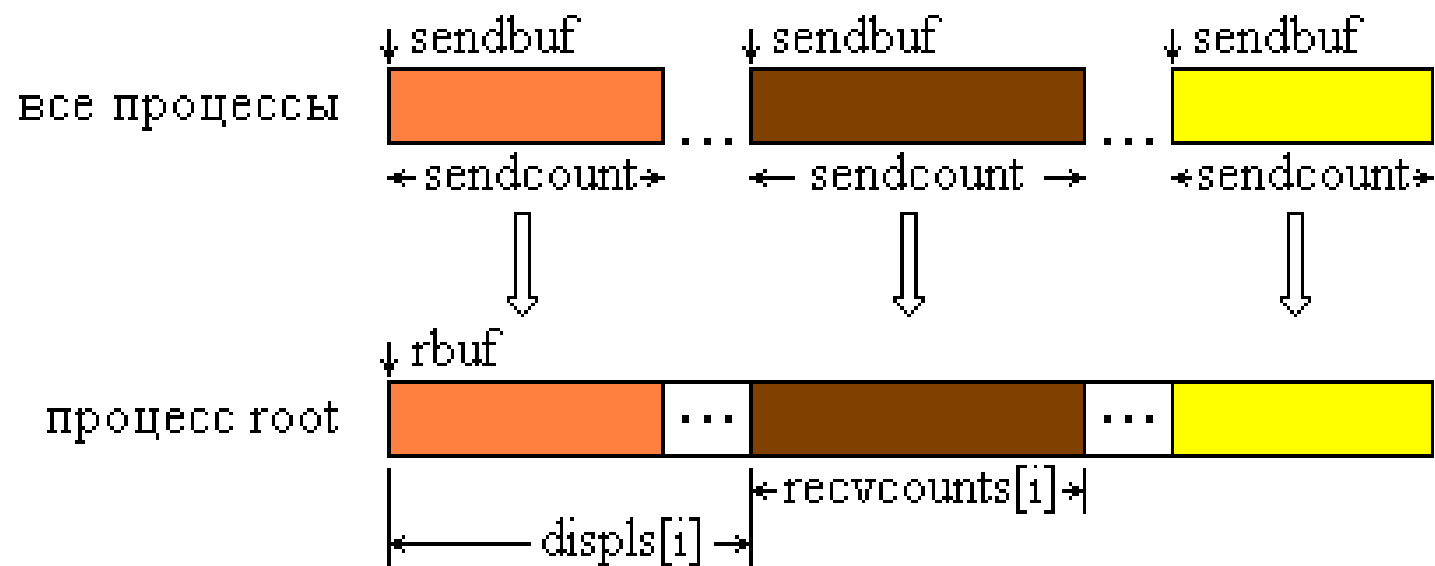 sendbuf sendbuf sendbuf
все процессы ... ...
sendcount sendcount sendcount
rbuf
процесс root ... ...
recvcounts[i]
displs[i]